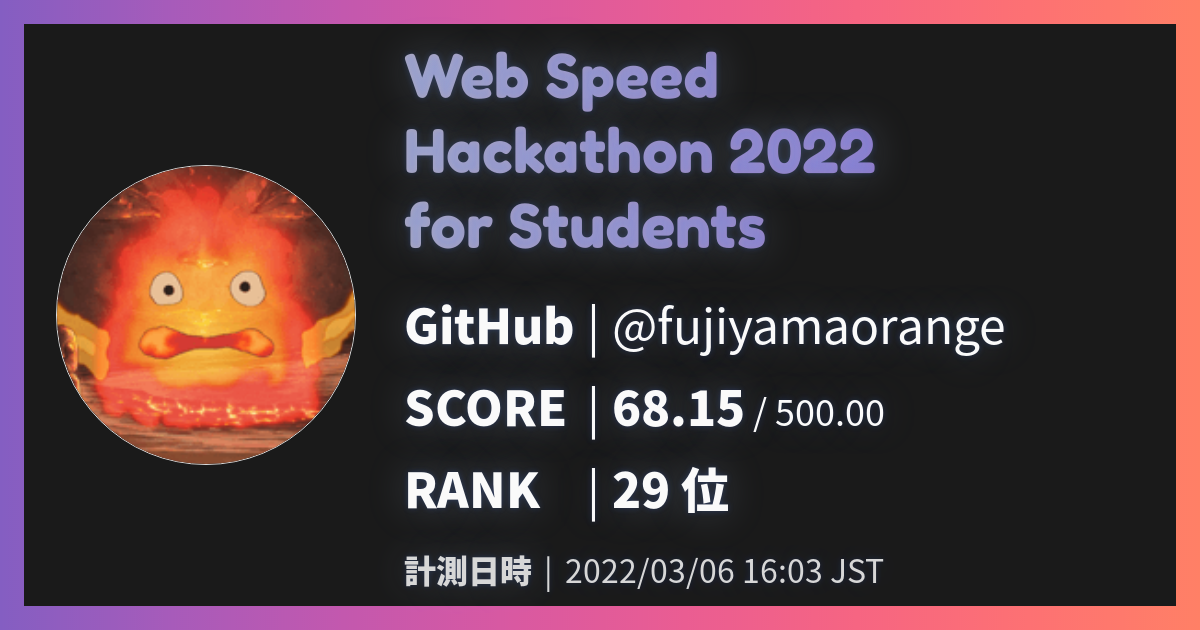 Web Speed
Hackathon 2022
for Students
GitHub | @fujiyamaorange
SCORE | 68.15 / 500.00
RANK | 29 位
計測日時 | 2022/03/06 16:03 JST